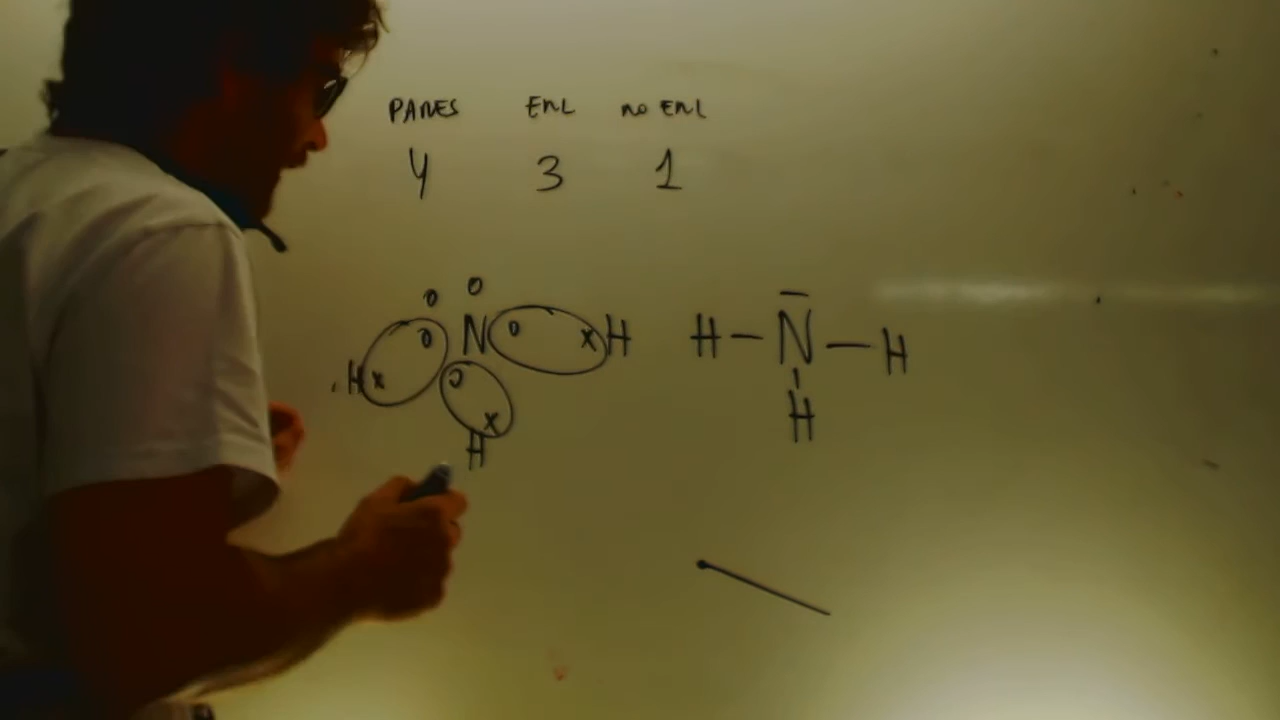 PARES ENL no ENL
4 3 1
o o
H x o N o x H H — N — H
o
x
H H